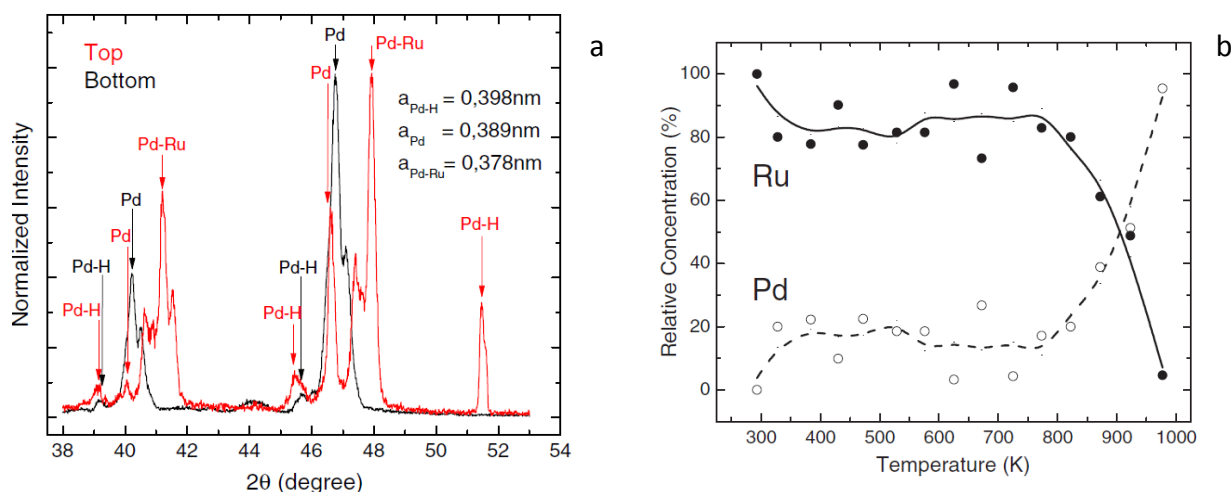 Top
Bottom
Pd
Pd-Ru
Pd
a_Pd-H = 0,398nm
a_Pd = 0,389nm
a_Pd-Ru = 0,378nm
Pd-Ru
Pd
Pd
Pd-H
Pd-H
Pd-H
Pd-H
Pd-H
Normalized Intensity
38 40 42 44 46 48 50 52 54
2θ (degree)
a
b
100
80
60
40
20
0
Relative Concentration (%)
Ru
Pd
300 400 500 600 700 800 900 1000
Temperature (K)